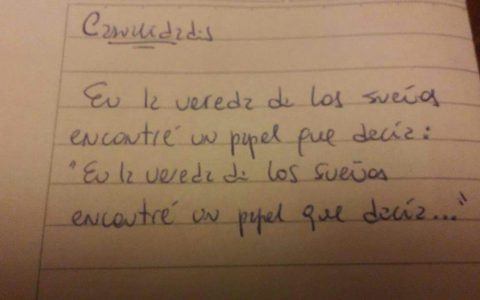 Casualidades
En la vereda de los sueños
encontré un papel que decía:
"En la vereda de los sueños
encontré un papel que decía..."